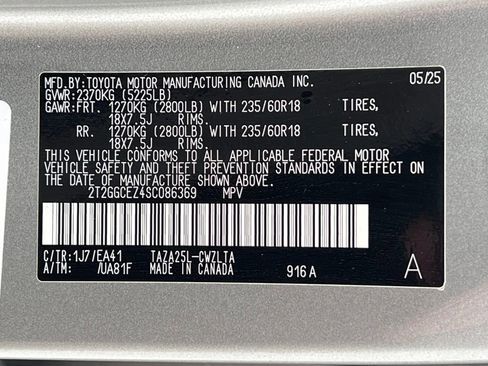 MFD.BY:TOYOTA MOTOR MANUFACTURING CANADA INC. 05/25
GVWR:2370KG (5225LB)
GAWR:FRT. 1270KG (2800LB) WITH 235/60R18 TIRES,
18X7.5J RIMS.
RR. 1270KG (2800LB) WITH 235/60R18 TIRES,
18X7.5J RIMS.
THIS VEHICLE CONFORMS TO ALL APPLICABLE FEDERAL MOTOR
VEHICLE SAFETY AND THEFT PREVENTION STANDARDS IN EFFECT ON
THE DATE OF MANUFACTURE SHOWN ABOVE.
2T2GGCEZ4SC086369 MPV
C/TR:1J7/EA41 TAZA25L-CWZLTA
A/TM: /UA81F MADE IN CANADA 916A A